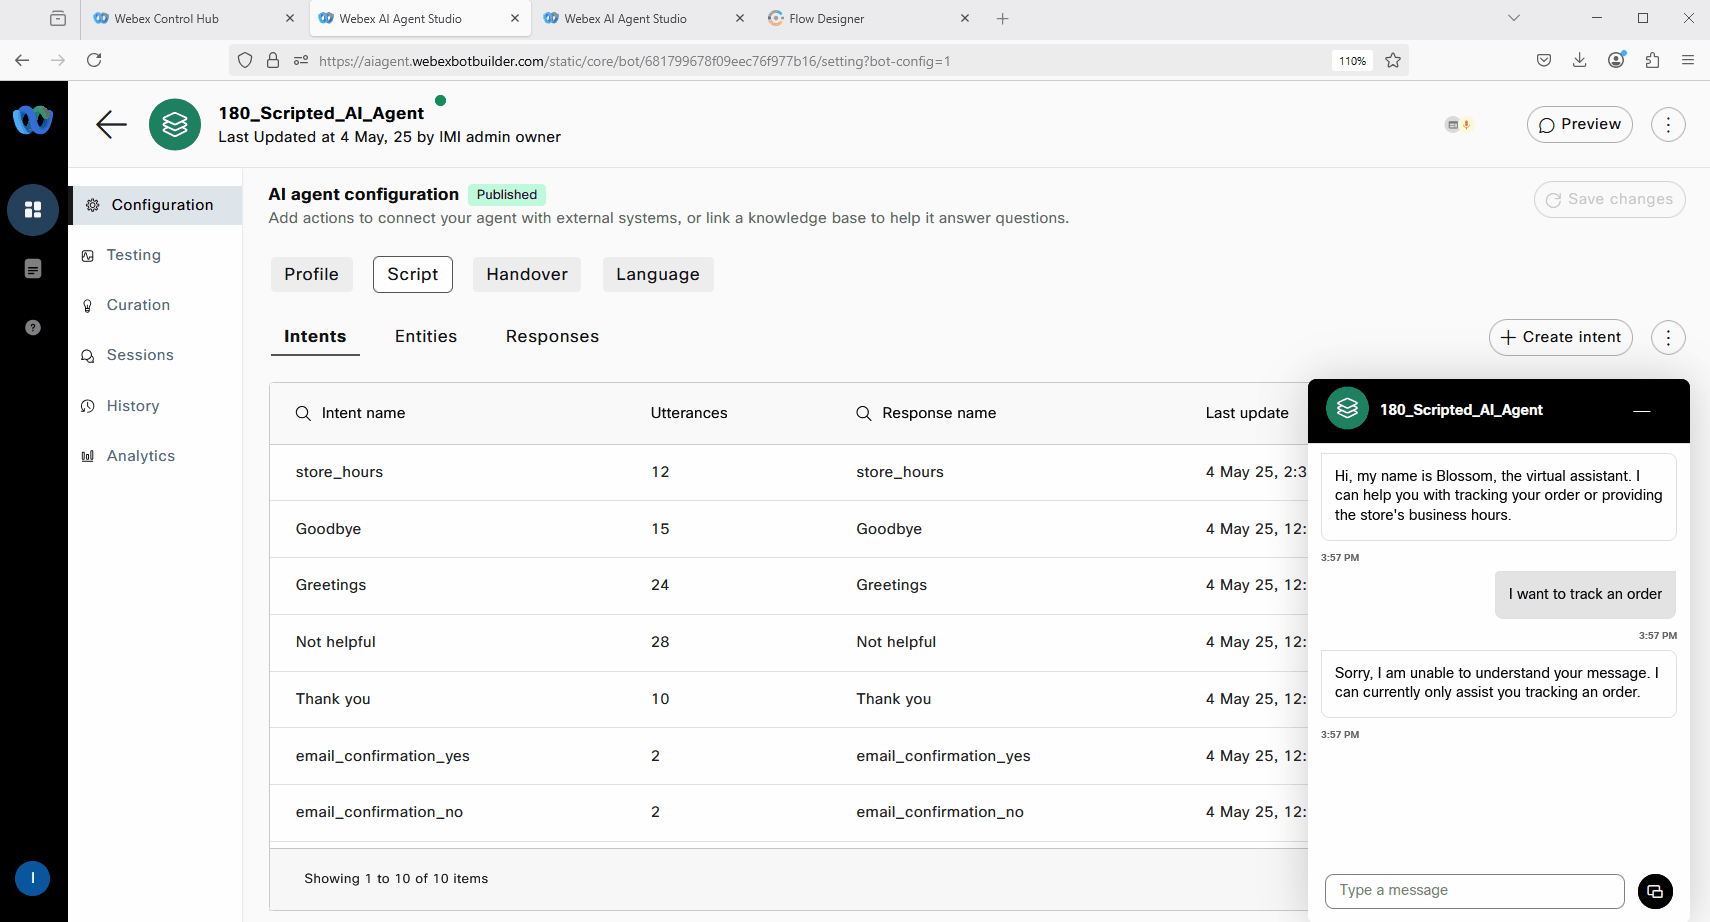 Webex Control Hub
Webex AI Agent Studio
Webex AI Agent Studio
Flow Designer
https://aiagent.webexbotbuilder.com/static/core/bot/681799678f09eec76f977b16/setting?bot-config=1
110%
180_Scripted_AI_Agent
Last Updated at 4 May, 25 by IMI admin owner
Preview
Configuration
Testing
Curation
Sessions
History
Analytics
I
AI agent configuration
Published
Add actions to connect your agent with external systems, or link a knowledge base to help it answer questions.
Save changes
Profile
Script
Handover
Language
Intents
Entities
Responses
Create intent
Intent name
Utterances
Response name
Last update
store_hours
12
store_hours
4 May 25, 2:3
Goodbye
15
Goodbye
4 May 25, 12:
Greetings
24
Greetings
4 May 25, 12:
Not helpful
28
Not helpful
4 May 25, 12:
Thank you
10
Thank you
4 May 25, 12:
email_confirmation_yes
2
email_confirmation_yes
4 May 25, 12:
email_confirmation_no
2
email_confirmation_no
4 May 25, 12:
Showing 1 to 10 of 10 items
180_Scripted_AI_Agent
Hi, my name is Blossom, the virtual assistant. I
can help you with tracking your order or providing
the store's business hours.
3:57 PM
I want to track an order
3:57 PM
Sorry, I am unable to understand your message. I
can currently only assist you tracking an order.
3:57 PM
Type a message